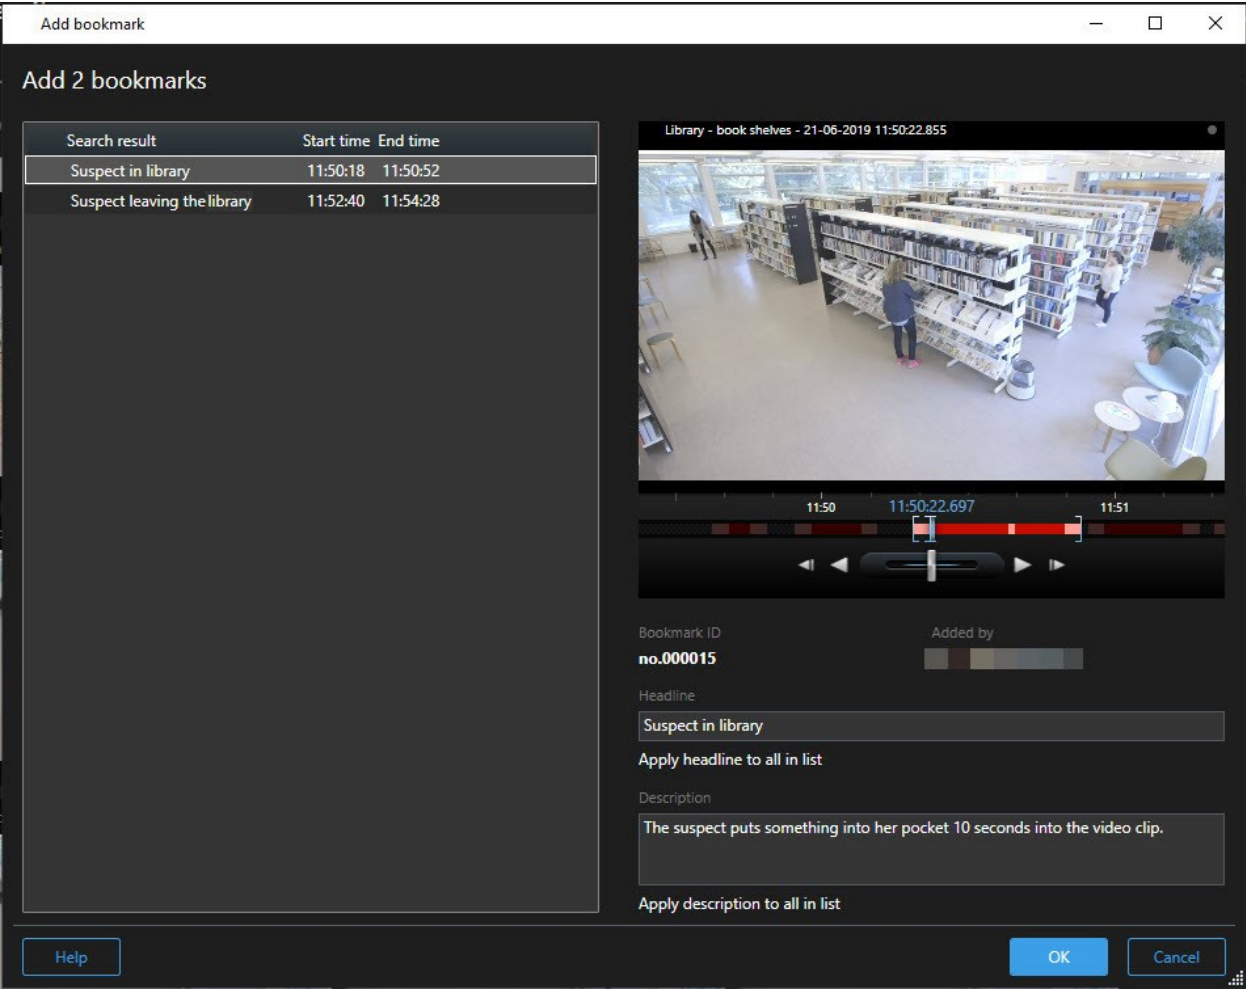 Add bookmark
Add 2 bookmarks
Search result Start time End time
Suspect in library 11:50:18 11:50:52
Suspect leaving the library 11:52:40 11:54:28
Library - book shelves - 21-06-2019 11:50:22.855
11:50 11:50:22.697 11:51
Bookmark ID Added by
no.000015
Headline
Suspect in library
Apply headline to all in list
Description
The suspect puts something into her pocket 10 seconds into the video clip.
Apply description to all in list
Help OK Cancel